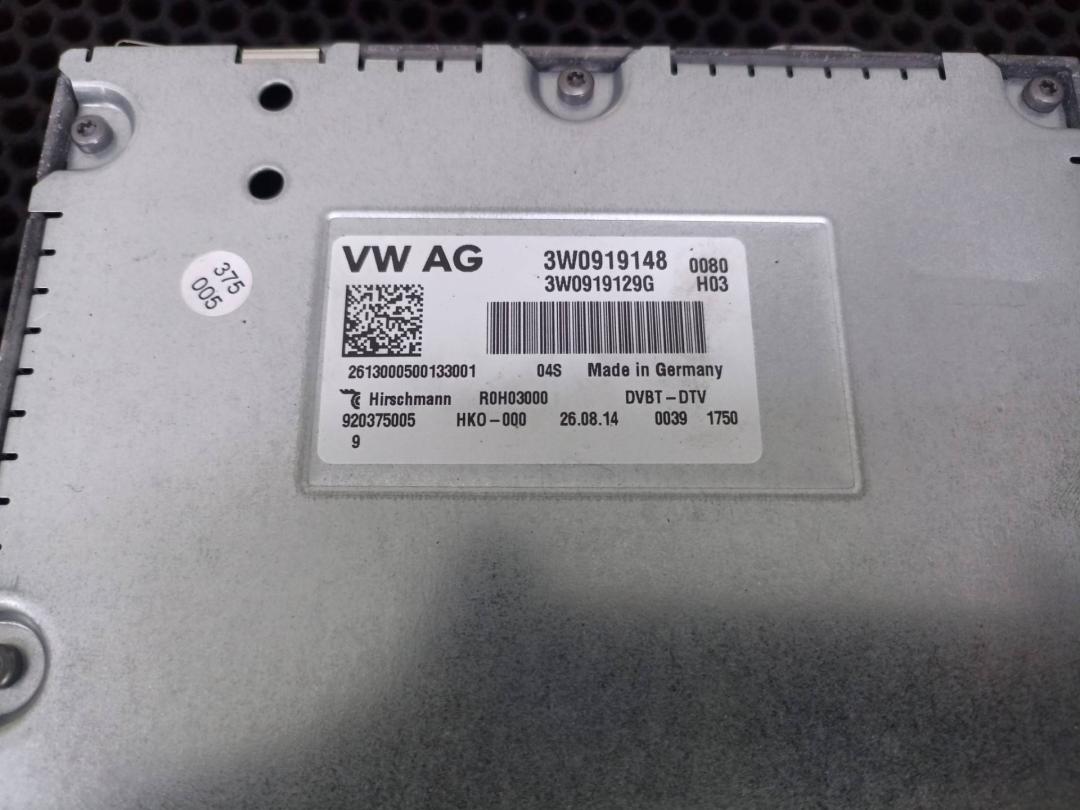 VW AG 3W0919148 0080
3W0919129G H03
2613000500133001 04S Made in Germany
Hirschmann R0H03000 DVBT-DTV
920375005 HKO-000 26.08.14 0039 1750
9
375
005